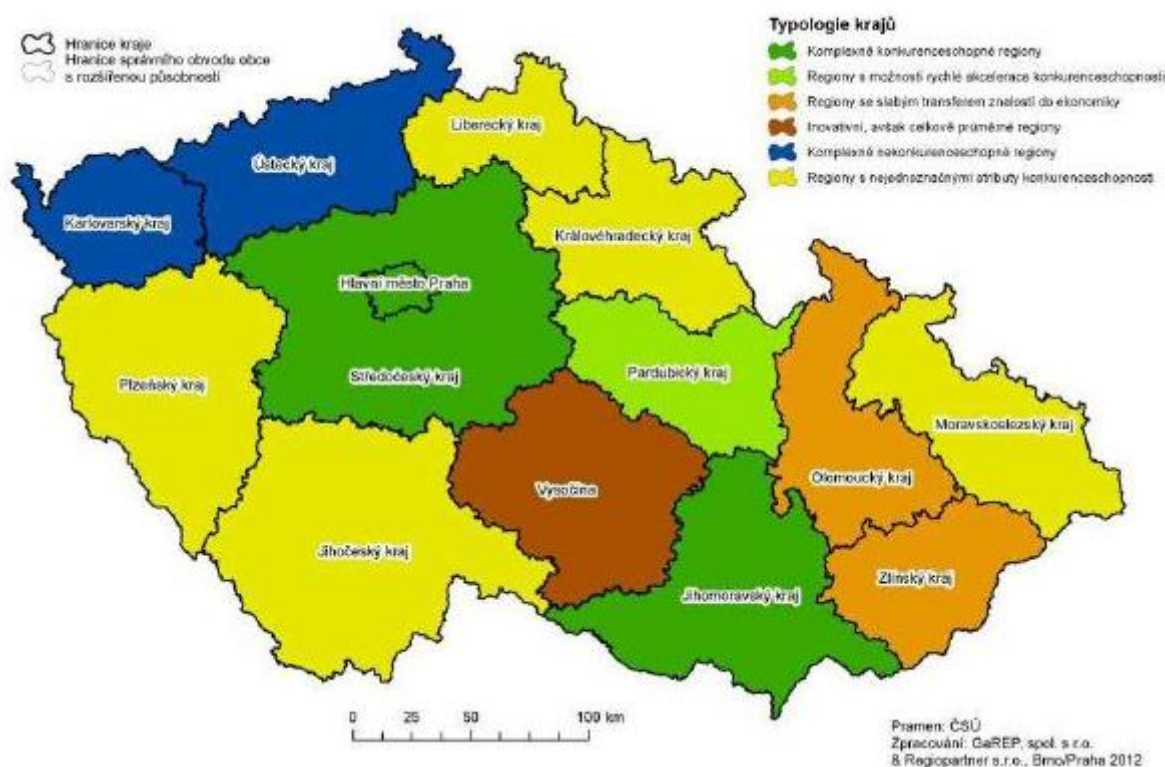 Hranice kraje
Hranice správního obvodu obce
s rozšířenou působností
Typologie krajů
Komplexně konkurenceschopné regiony
Regiony s možností rychlé akcelerace konkurenceschopnosti
Regiony se slabým transferem znalostí do ekonomiky
Inovativní, avšak celkově průměrné regiony
Komplexně nekonkurenceschopné regiony
Regiony s nejednoznačnými atributy konkurenceschopnosti
Liberecký kraj
Ústecký kraj
Karlovarský kraj
Královéhradecký kraj
Hlavní město Praha
Středočeský kraj
Plzeňský kraj
Pardubický kraj
Moravskoslezský kraj
Olomoucký kraj
Vysočina
Jihočeský kraj
Zlínský kraj
Jihomoravský kraj
0 25 50 100 km
Pramen: ČSÚ
Zpracování: GaREP, spol. s r.o.
& Regiopartner s.r.o., Brno/Praha 2012